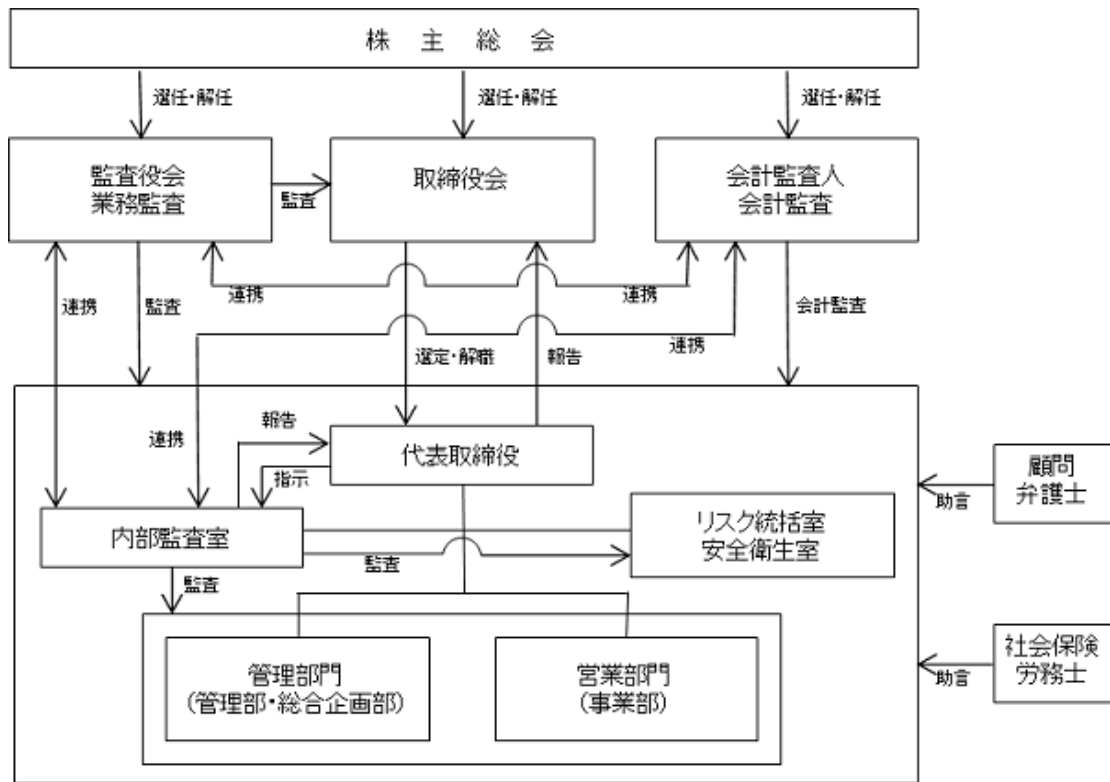 株主総会
選任・解任
選任・解任
選任・解任
監査役会
業務監査
監査
取締役会
会計監査人
会計監査
連携
監査
連携
連携
会計監査
選定・解職
報告
連携
報告
連携
代表取締役
指示
顧問
弁護士
助言
内部監査室
リスク統括室
安全衛生室
監査
監査
管理部門
(管理部・総合企画部)
営業部門
(事業部)
社会保険
労務士
助言